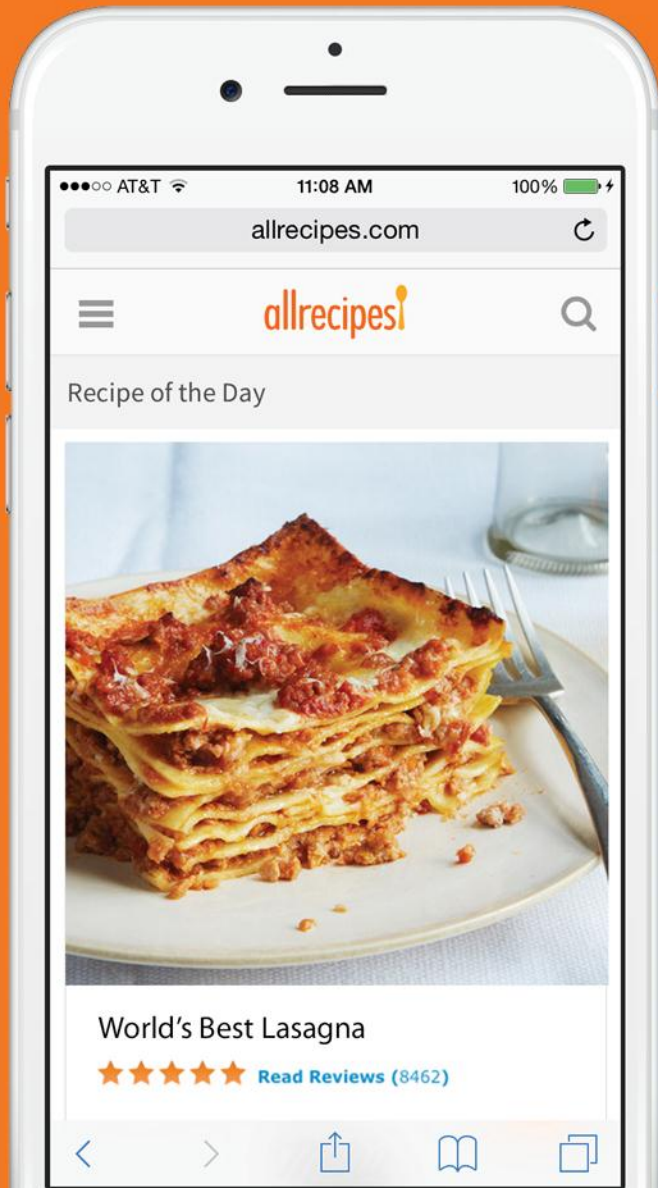 AT&T 11:08 AM 100%
allrecipes.com
allrecipes
Recipe of the Day
World's Best Lasagna
Read Reviews (8462)